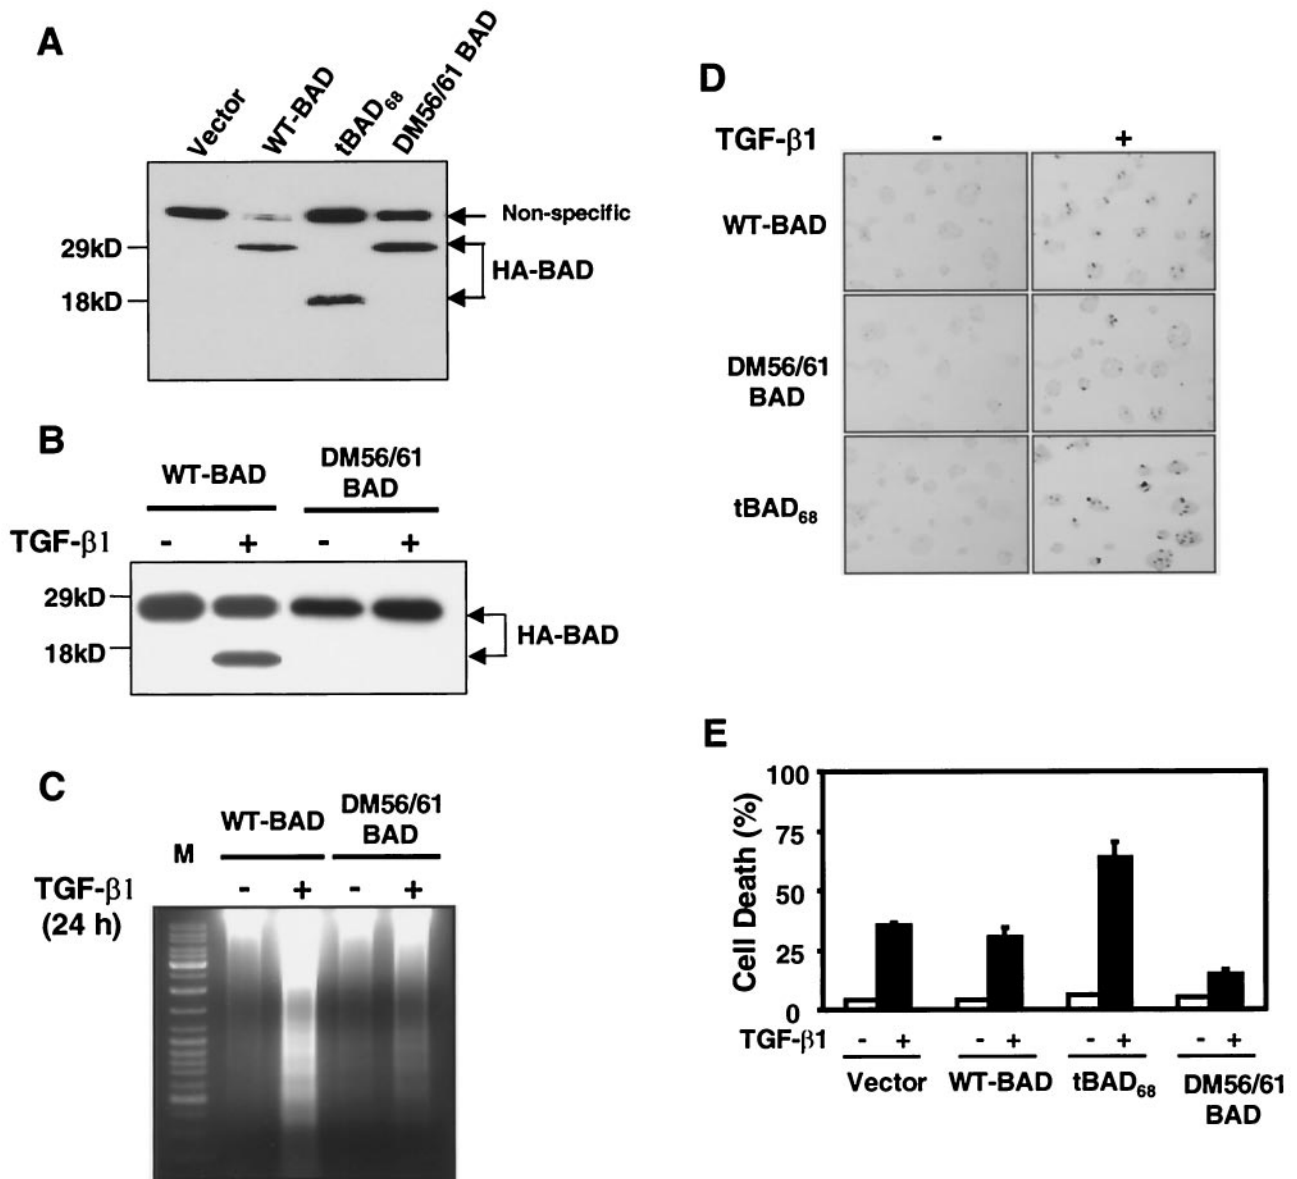 A
Vector WT-BAD tBAD68 DM56/61 BAD
Non-specific
29kD
HA-BAD
18kD
B
WT-BAD DM56/61 BAD
TGF-β1 - + - +
29kD
HA-BAD
18kD
C
M WT-BAD DM56/61 BAD
TGF-β1 - + - +
(24 h)
D
TGF-β1 - +
WT-BAD
DM56/61
BAD
tBAD68
E
Cell Death (%)
100
75
50
25
0
TGF-β1 - + - + - + - +
Vector WT-BAD tBAD68 DM56/61
BAD